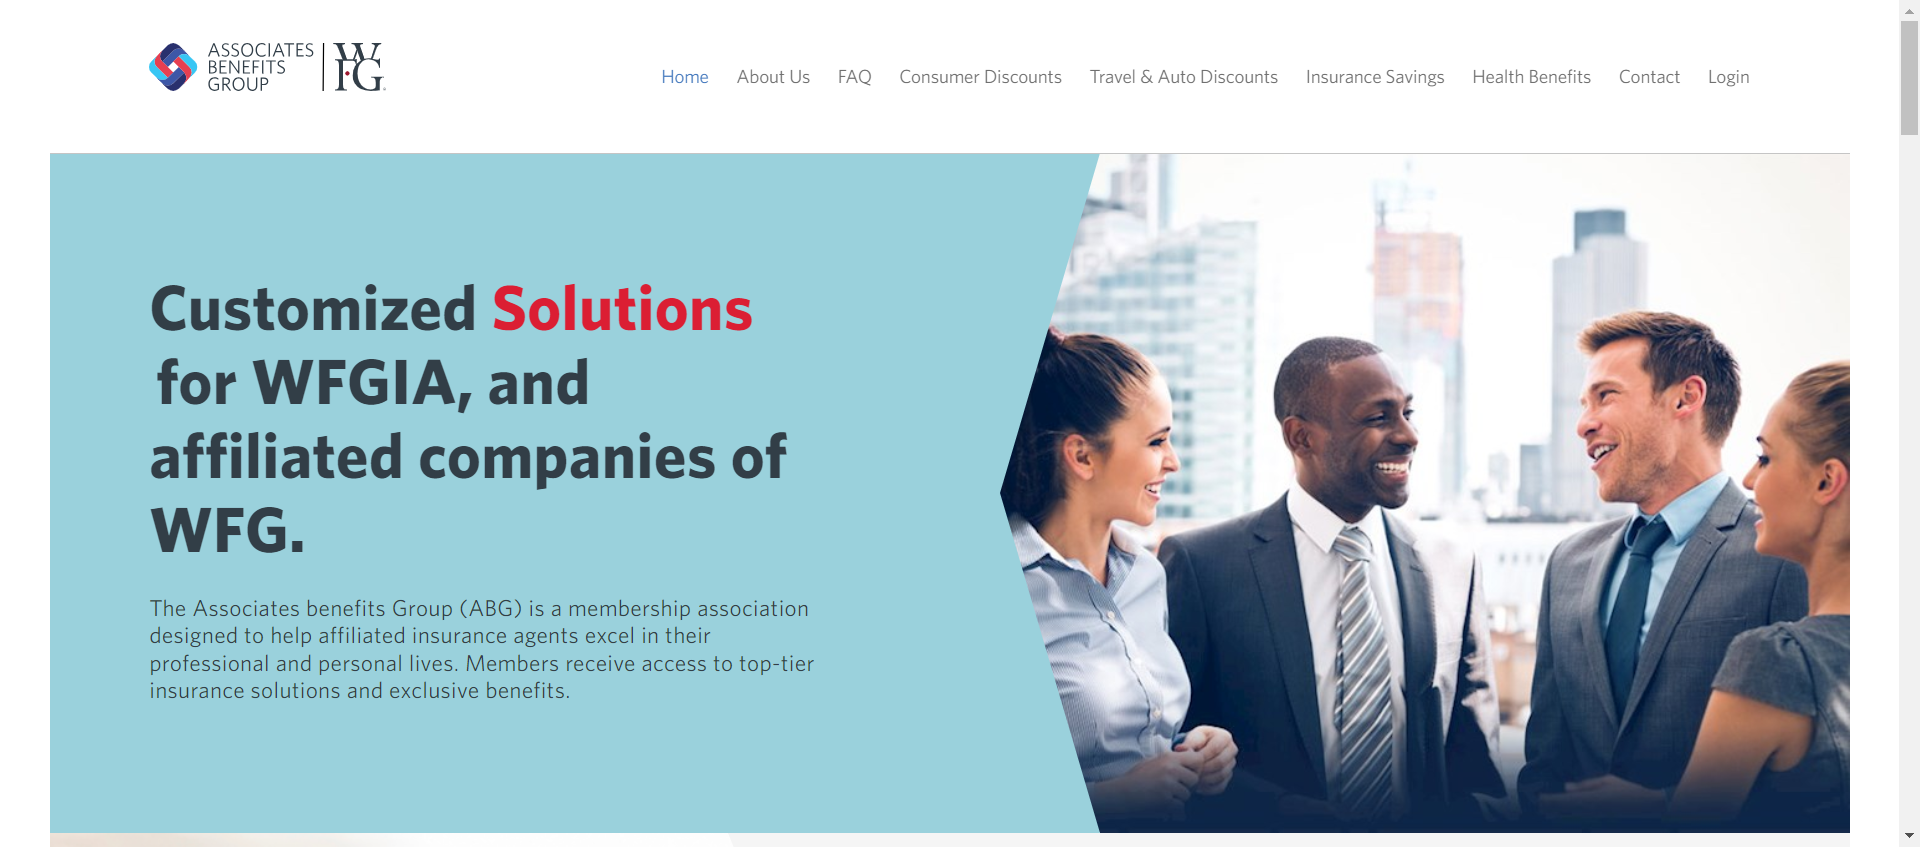 ASSOCIATES
BENEFITS
GROUP
WFG
Home About Us FAQ Consumer Discounts Travel & Auto Discounts Insurance Savings Health Benefits Contact Login
Customized Solutions
for WFGIA, and
affiliated companies of
WFG.
The Associates benefits Group (ABG) is a membership association
designed to help affiliated insurance agents excel in their
professional and personal lives. Members receive access to top-tier
insurance solutions and exclusive benefits.